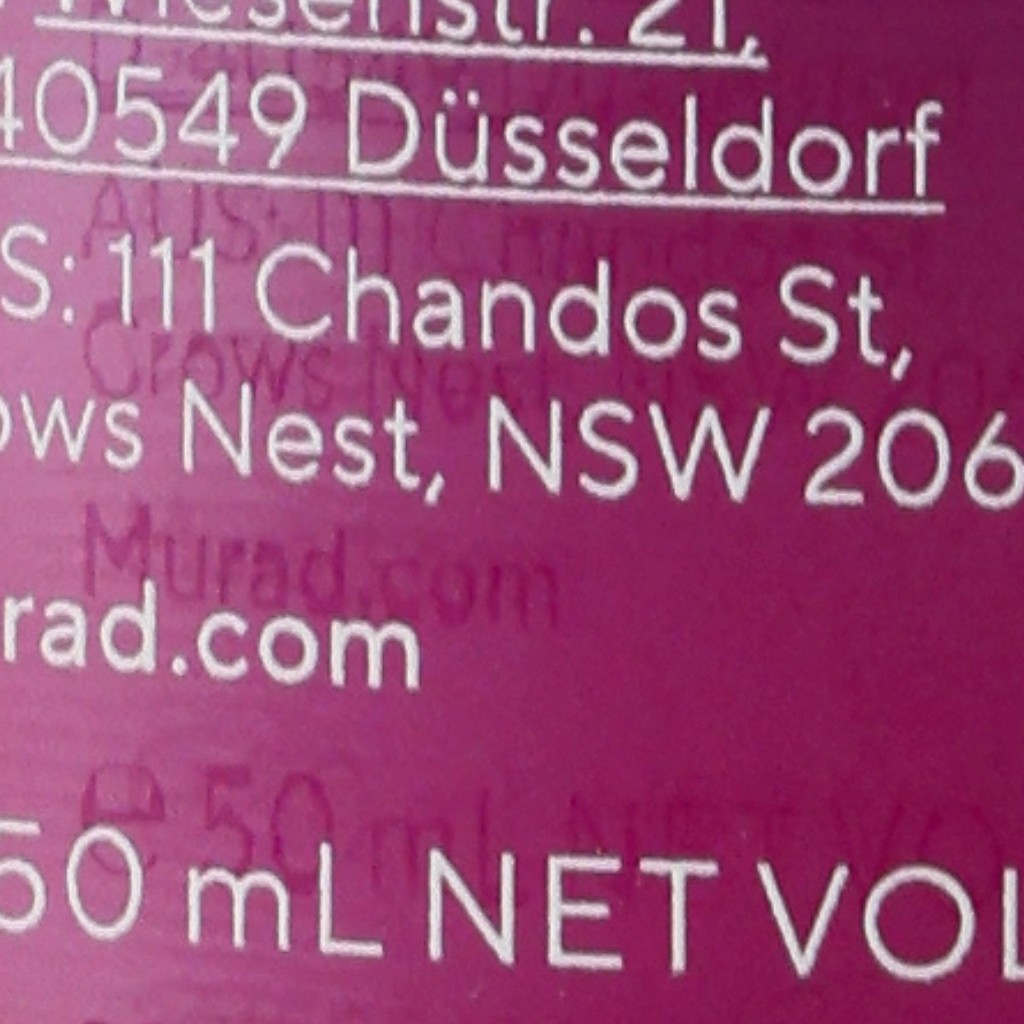 Wiesenstr. 21,
40549 Düsseldorf
S: 111 Chandos St,
ows Nest, NSW 206
rad.com
50 mL NET VOL